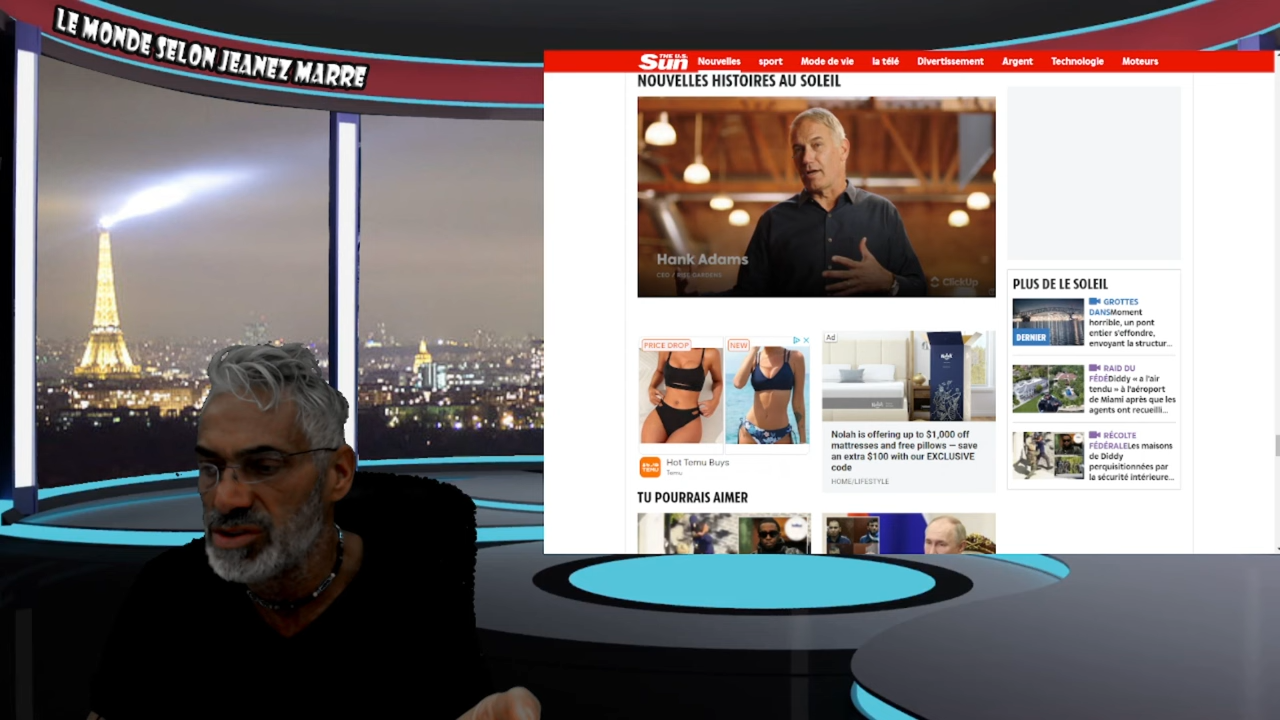 LE MONDE SELON JEANEZ MARRE
THE U.S. Sun
Nouvelles sport Mode de vie la télé Divertissement Argent Technologie Moteurs
NOUVELLES HISTOIRES AU SOLEIL
Hank Adams
ClickUp
PRICE DROP
NEW
Hot Temu Buys
Temu
Ad
Nolah is offering up to $1,000 off
mattresses and free pillows — save
an extra $100 with our EXCLUSIVE
code
HOME/LIFESTYLE
TU POURRAIS AIMER
PLUS DE LE SOLEIL
DERNIER
GROTTES
DANSMoment
horrible, un pont
entier s'effondre,
envoyant la structur...
RAID DU
FÉDÉDiddy « a l'air
tendu » à l'aéroport
de Miami après que les
agents ont recueilli...
RÉCOLTE
FÉDÉRALELes maisons
de Diddy
perquisitionnées par
la sécurité intérieure...